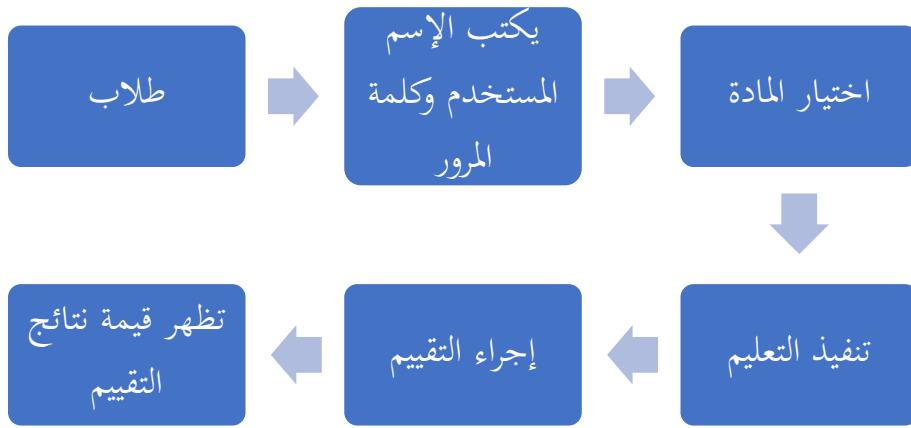 طلاب
يكتب الإسم
المستخدم وكلمة
المرور
اختيار المادة
تنفيذ التعليم
إجراء التقييم
تظهر قيمة نتائج
التقييم